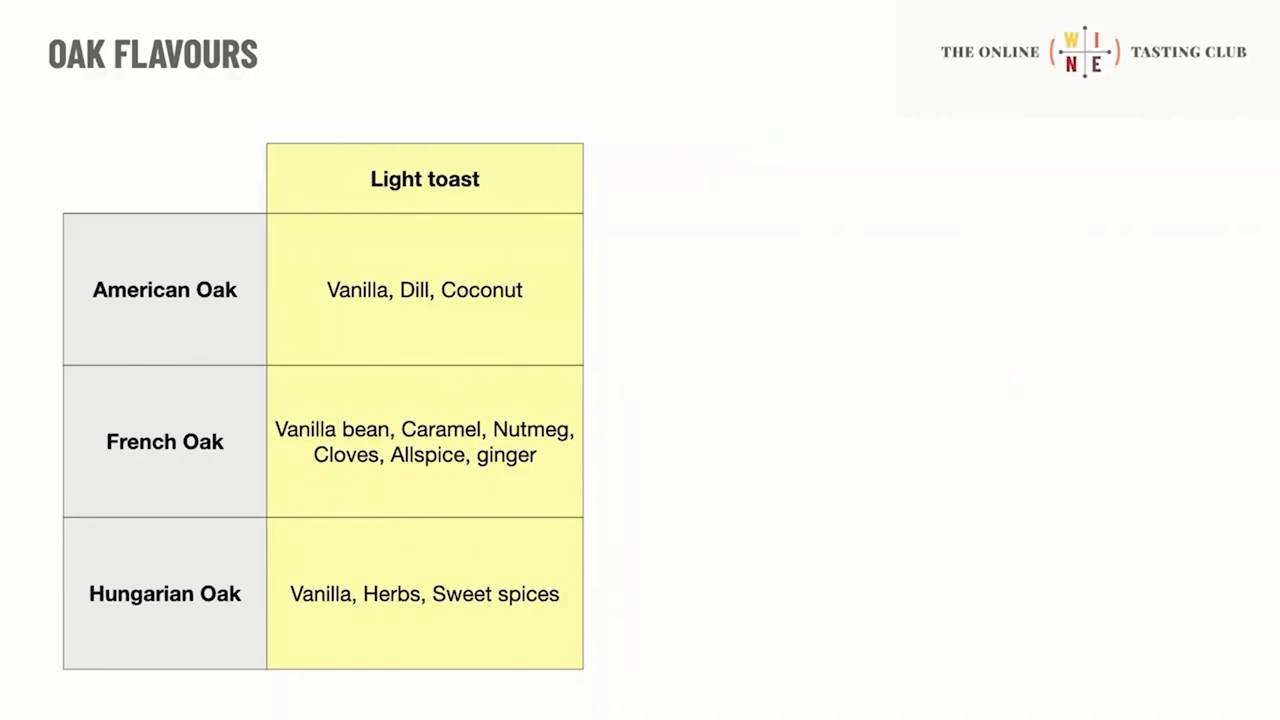 OAK FLAVOURS
THE ONLINE WINE TASTING CLUB
Light toast
American Oak
Vanilla, Dill, Coconut
French Oak
Vanilla bean, Caramel, Nutmeg,
Cloves, Allspice, ginger
Hungarian Oak
Vanilla, Herbs, Sweet spices